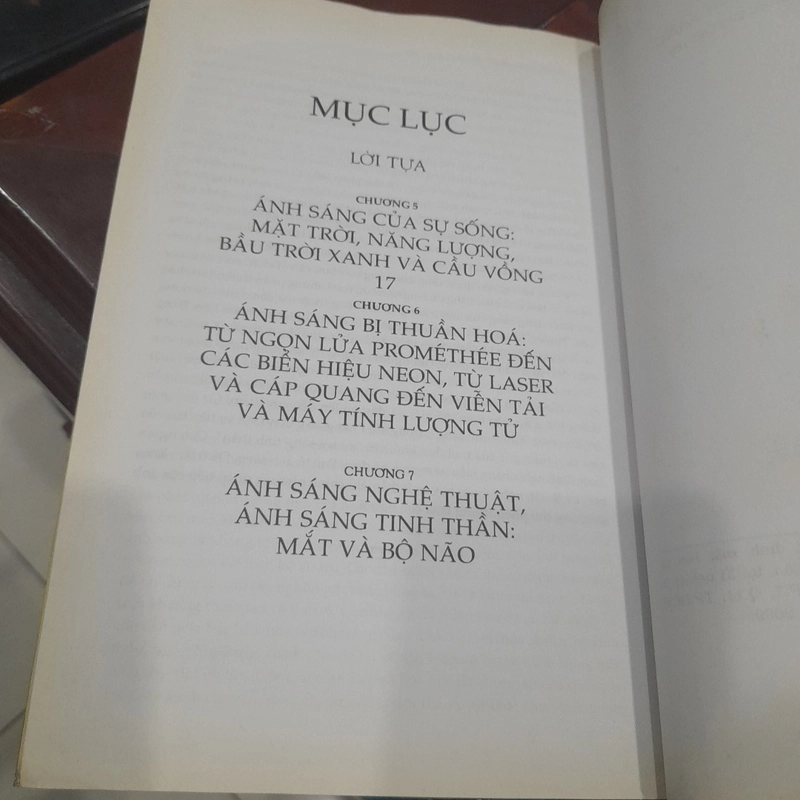 MỤC LỤC
LỜI TỰA
CHƯƠNG 5
ÁNH SÁNG CỦA SỰ SỐNG:
MẶT TRỜI, NĂNG LƯỢNG,
BẦU TRỜI XANH VÀ CẦU VỒNG
17
CHƯƠNG 6
ÁNH SÁNG BỊ THUẦN HOÁ:
TỪ NGỌN LỬA PROMÉTHÉE ĐẾN
CÁC BIỂN HIỆU NEON, TỪ LASER
VÀ CÁP QUANG ĐẾN VIỄN TẢI
VÀ MÁY TÍNH LƯỢNG TỬ
CHƯƠNG 7
ÁNH SÁNG NGHỆ THUẬT,
ÁNH SÁNG TINH THẦN:
MẮT VÀ BỘ NÃO